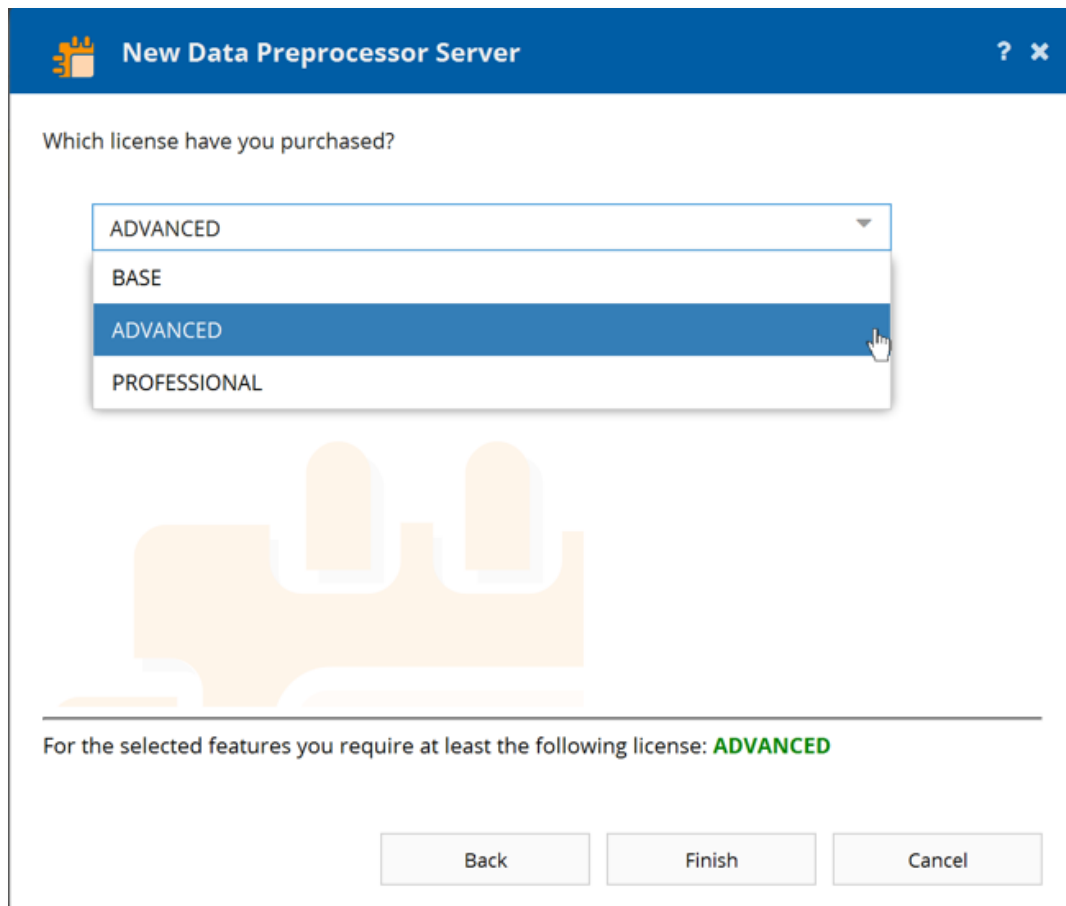 New Data Preprocessor Server
? ×
Which license have you purchased?
ADVANCED
BASE
ADVANCED
PROFESSIONAL
For the selected features you require at least the following license: ADVANCED
Back
Finish
Cancel